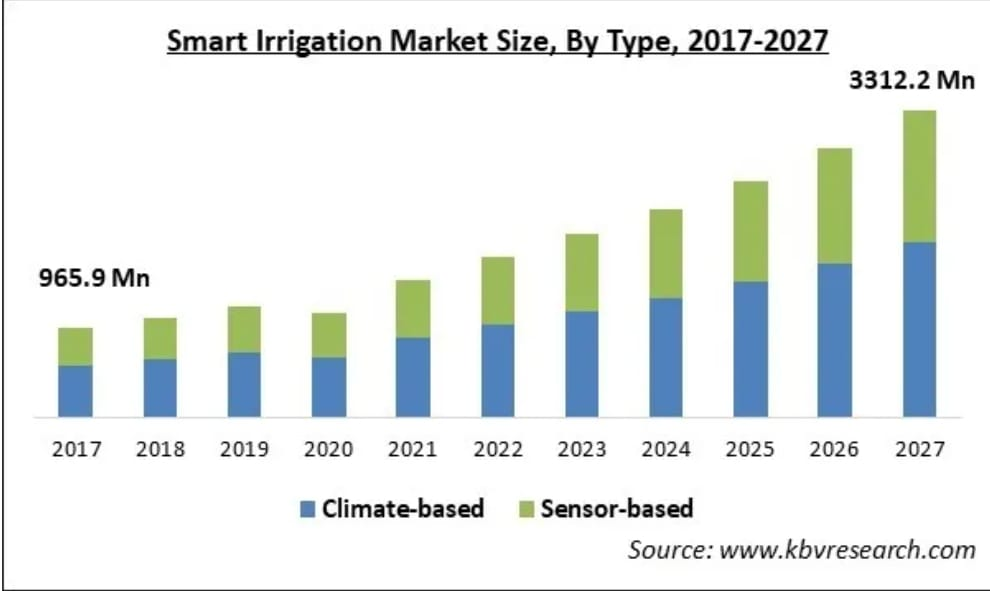 Smart Irrigation Market Size, By Type, 2017-2027
3312.2 Mn
965.9 Mn
2017 2018 2019 2020 2021 2022 2023 2024 2025 2026 2027
Climate-based Sensor-based
Source: www.kbvresearch.com